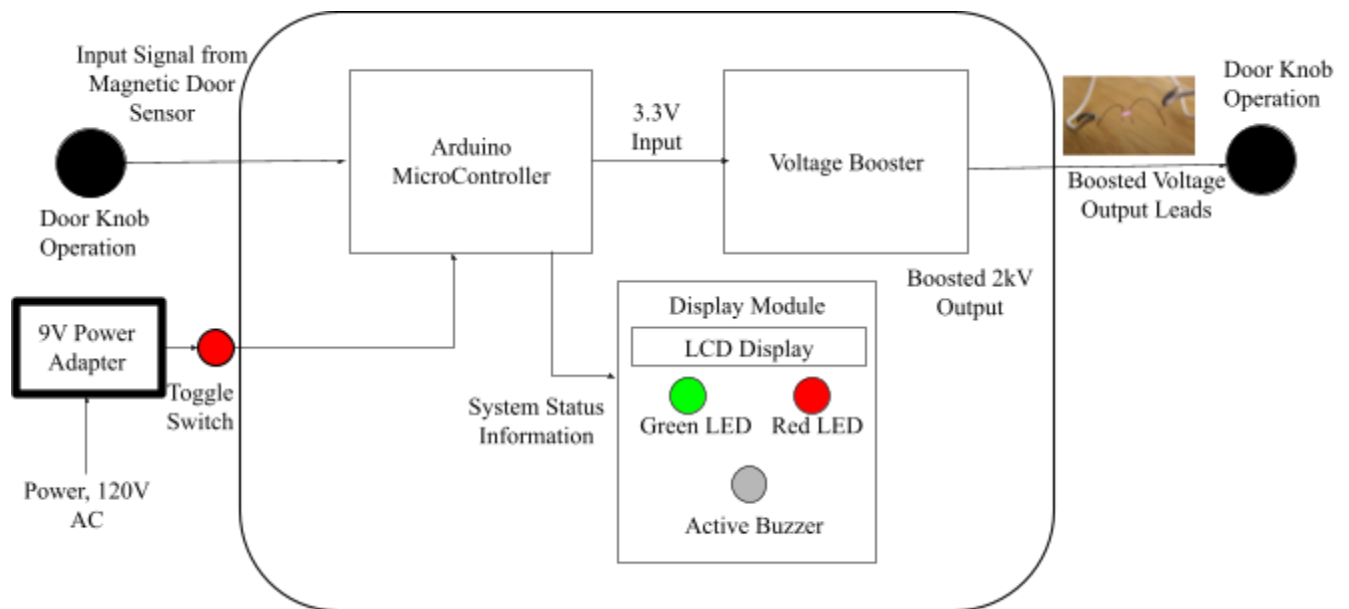 Input Signal from
Magnetic Door
Sensor
Door Knob
Operation
9V Power
Adapter
Toggle
Switch
Power, 120V
AC
Arduino
MicroController
3.3V
Input
Voltage Booster
Boosted 2kV
Output
System Status
Information
Display Module
LCD Display
Green LED
Red LED
Active Buzzer
Door Knob
Operation
Boosted Voltage
Output Leads